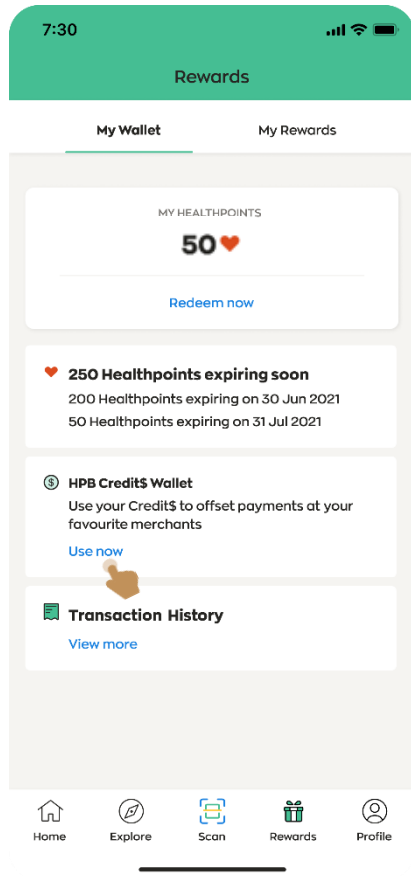 7:30
Rewards
My Wallet
My Rewards
MY HEALTHPOINTS
50
Redeem now
250 Healthpoints expiring soon
200 Healthpoints expiring on 30 Jun 2021
50 Healthpoints expiring on 31 Jul 2021
$ HPB Credit$ Wallet
Use your Credit$ to offset payments at your
favourite merchants
Use now
Transaction History
View more
Home
Explore
Scan
Rewards
Profile